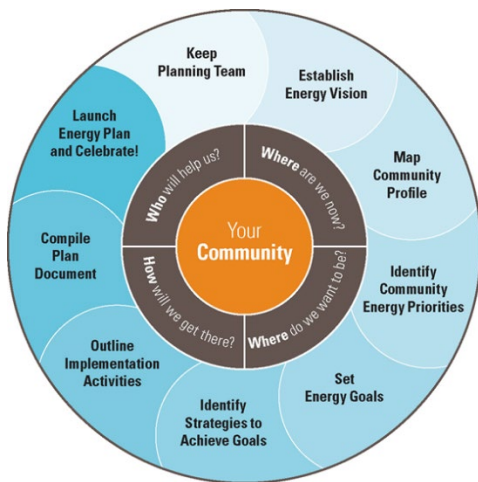 Keep
Planning Team
Establish
Energy Vision
Map
Community
Profile
Identify
Community
Energy Priorities
Set
Energy Goals
Identify
Strategies to
Achieve Goals
Outline
Implementation
Activities
Compile
Plan
Document
Launch
Energy Plan
and Celebrate!
Who will help us?
Where are we now?
Where do we want to be?
How will we get there?
Your
Community